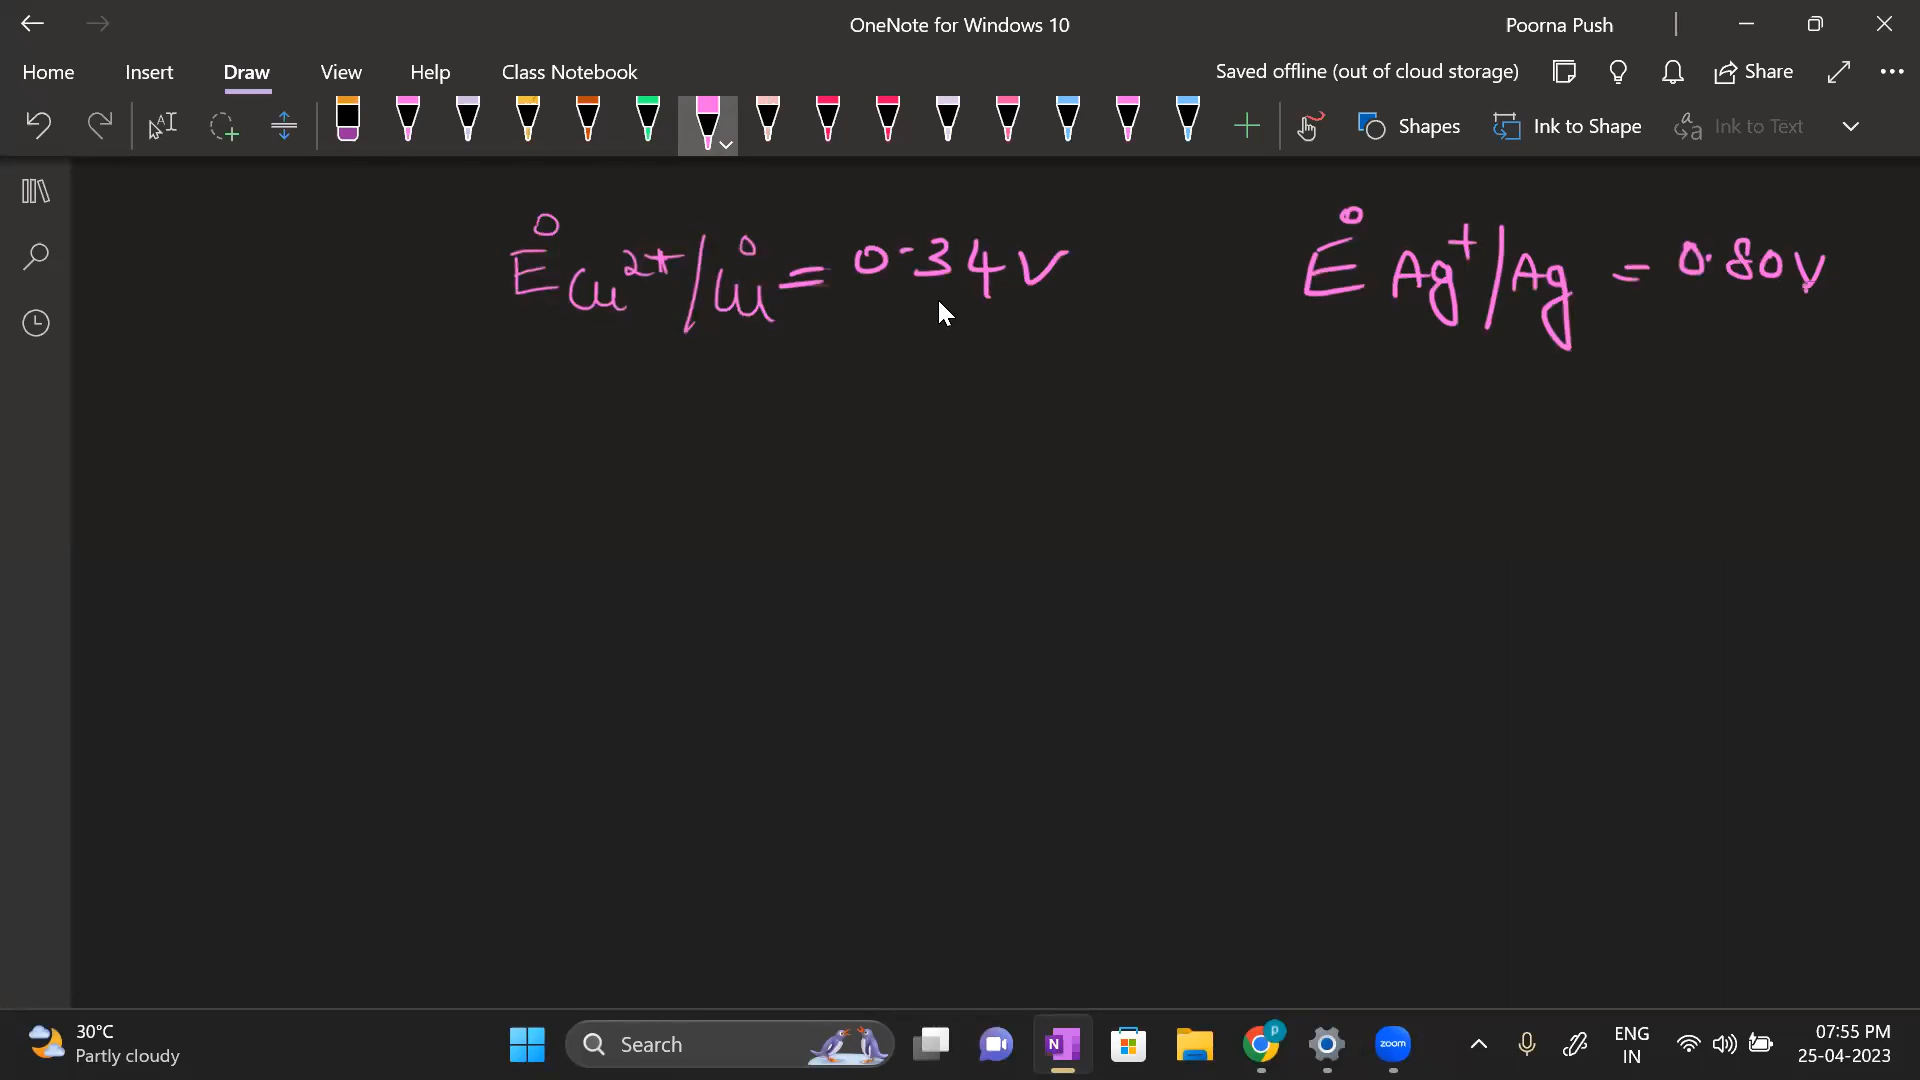 OneNote for Windows 10
Poorna Push
Home Insert Draw View Help Class Notebook
Saved offline (out of cloud storage)
Share
Shapes
Ink to Shape
Ink to Text
E° Cu²⁺/Cu° = 0.34 V
E° Ag⁺/Ag = 0.80V
30°C
Partly cloudy
Search
zoom
ENG
IN
07:55 PM
25-04-2023